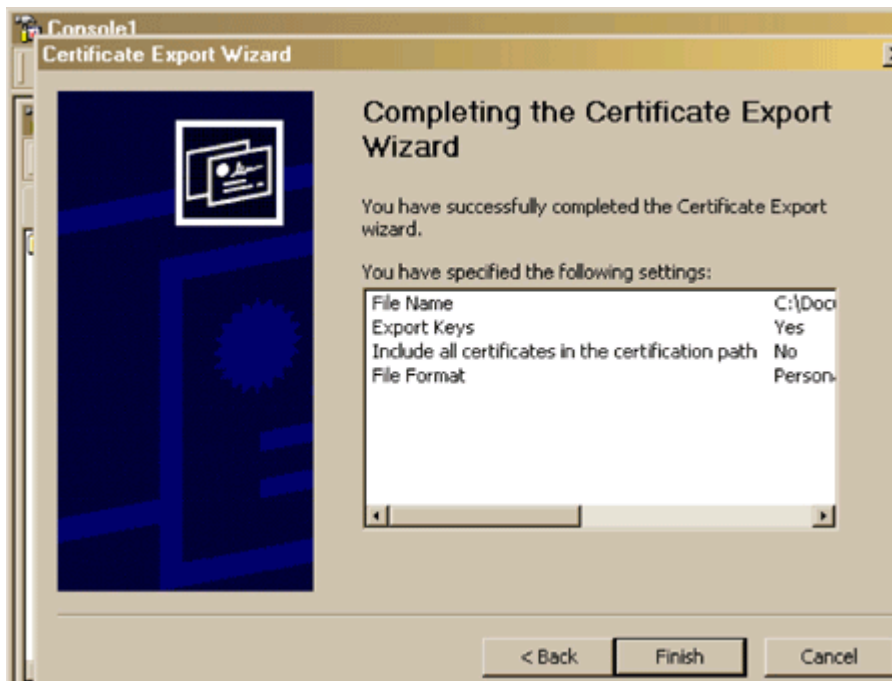 Console1
Certificate Export Wizard
Completing the Certificate Export
Wizard
You have successfully completed the Certificate Export
wizard.
You have specified the following settings:
File Name C:\Docu
Export Keys Yes
Include all certificates in the certification path No
File Format Persona
< Back Finish Cancel